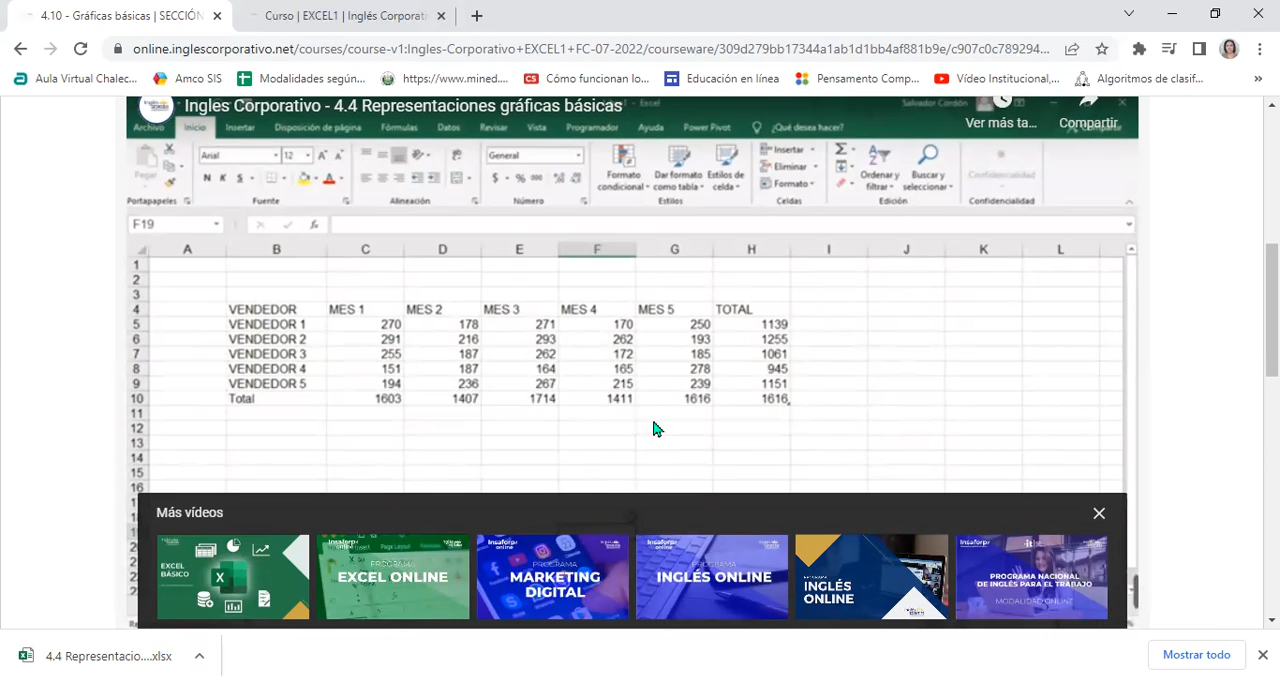 4.10 - Gráficas básicas | SECCIÓN
Curso | EXCEL1 | Inglés Corporati
online.inglescorporativo.net/courses/course-v1:Ingles-Corporativo+EXCEL1+FC-07-2022/courseware/309d279bb17344a1ab1d1bb4af881b9e/c907c0c789294...
Aula Virtual Chalec...
Amco SIS
Modalidades según...
https://www.mined....
CS Cómo funcionan lo...
Educación en línea
Pensamento Comp...
Vídeo Institucional,...
Algoritmos de clasif...
Ingles Corporativo - 4.4 Representaciones gráficas básicas
Excel
Salvador Cordón
Ver más ta...
Compartir
Archivo Inicio Insertar Disposición de página Fórmulas Datos Revisar Vista Programador Ayuda Power Pivot ¿Qué desea hacer?
Pegar
Arial 12
N K S
General
$ % 000
Formato condicional
Dar formato como tabla
Estilos de celda
Insertar
Eliminar
Formato
Ordenar y filtrar
Buscar y seleccionar
Confidencialidad
Portapapeles Fuente Alineación Número Estilos Celdas Edición Confidencialidad
F19 fx
A B C D E F G H I J K L
1
2
3
4 VENDEDOR MES 1 MES 2 MES 3 MES 4 MES 5 TOTAL
5 VENDEDOR 1 270 178 271 170 250 1139
6 VENDEDOR 2 291 216 293 262 193 1255
7 VENDEDOR 3 255 187 262 172 185 1061
8 VENDEDOR 4 151 187 164 165 278 945
9 VENDEDOR 5 194 236 267 215 239 1151
10 Total 1603 1407 1714 1411 1616 1616
11
12
13
14
15
16
Más vídeos
EXCEL BÁSICO
Insaforp online
PROGRAMA
EXCEL ONLINE
Insaforp online
PROGRAMA
MARKETING DIGITAL
Insaforp online
PROGRAMA
INGLÉS ONLINE
INGLÉS ONLINE
Insaforp online
PROGRAMA NACIONAL DE INGLÉS PARA EL TRABAJO
MODALIDAD ONLINE
4.4 Representacio....xlsx
Mostrar todo